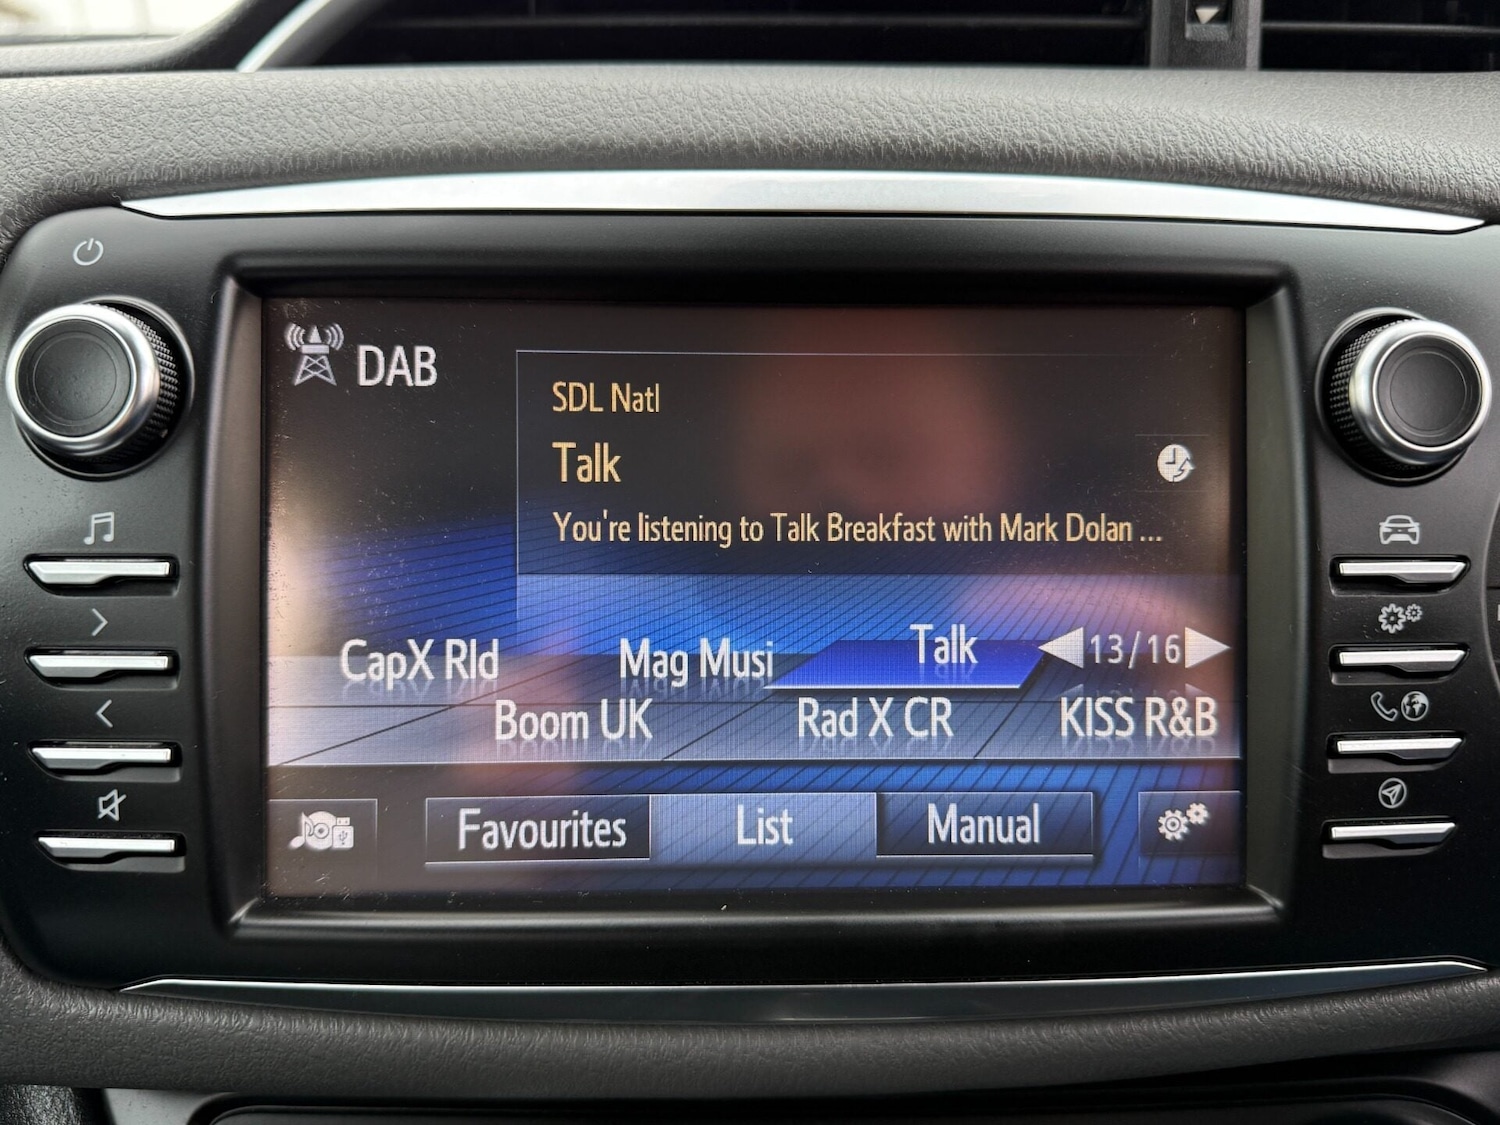 DAB
SDL Natl
Talk
You're listening to Talk Breakfast with Mark Dolan ...
CapX Rld Mag Musi Talk 13/16
Boom UK Rad X CR KISS R&B
Favourites List Manual